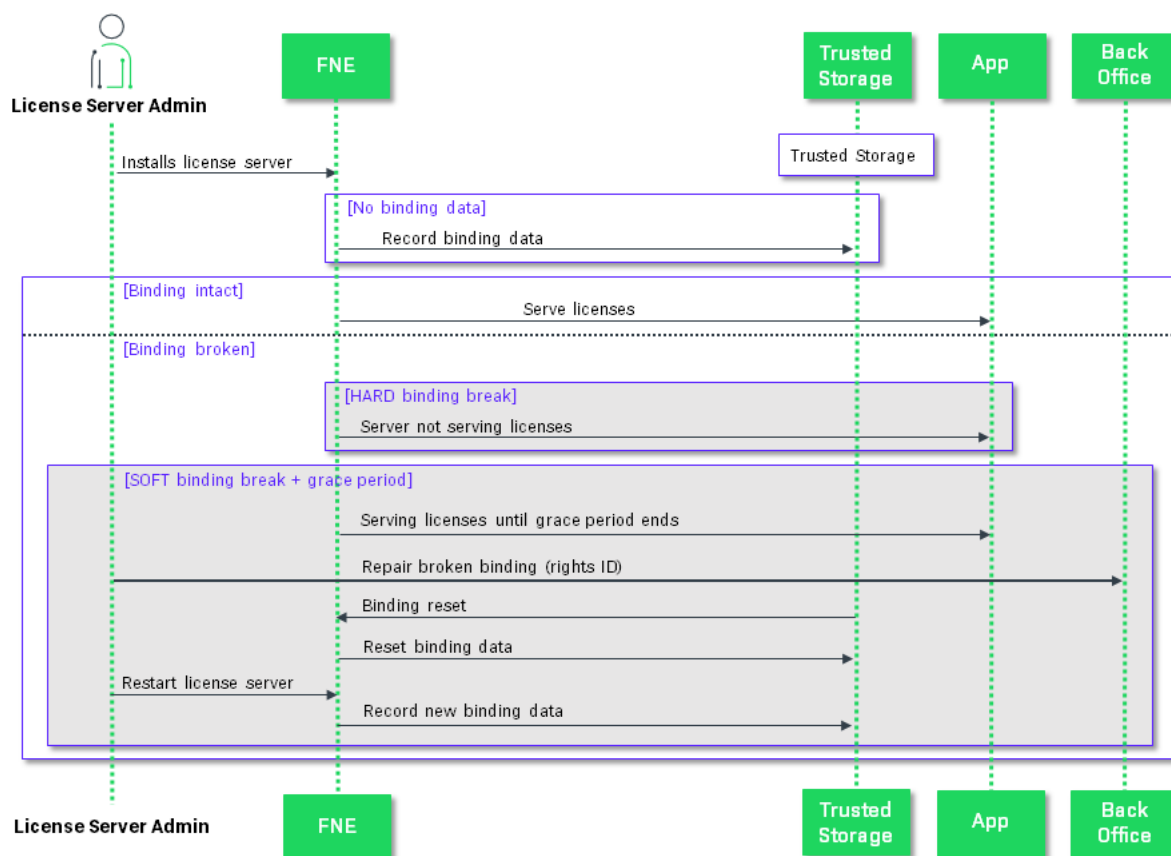 License Server Admin
FNE
Trusted
Storage
App
Back
Office
Trusted Storage
Installs license server
[No binding data]
Record binding data
[Binding intact]
Serve licenses
[Binding broken]
[HARD binding break]
Server not serving licenses
[SOFT binding break + grace period]
Serving licenses until grace period ends
Repair broken binding (rights ID)
Binding reset
Reset binding data
Restart license server
Record new binding data
License Server Admin
FNE
Trusted
Storage
App
Back
Office